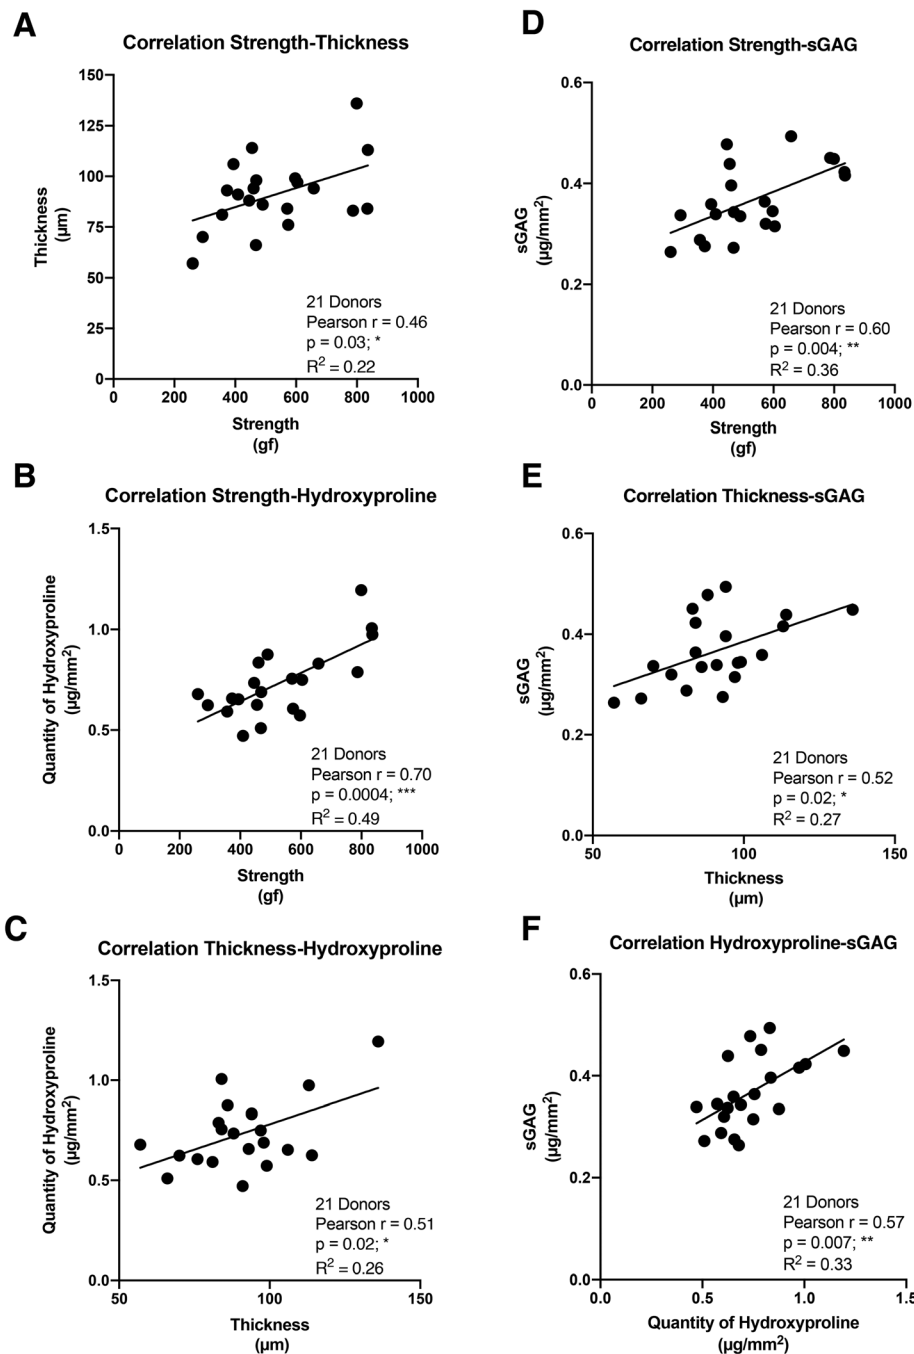 A
Correlation Strength-Thickness
Thickness
(µm)
150
125
100
75
50
25
0
21 Donors
Pearson r = 0.46
p = 0.03; *
R² = 0.22
0 200 400 600 800 1000
Strength
(gf)
B
Correlation Strength-Hydroxyproline
Quantity of Hydroxyproline
(µg/mm²)
1.5
1.0
0.5
0.0
21 Donors
Pearson r = 0.70
p = 0.0004; ***
R² = 0.49
0 200 400 600 800 1000
Strength
(gf)
C
Correlation Thickness-Hydroxyproline
Quantity of Hydroxyproline
(µg/mm²)
1.5
1.0
0.5
0.0
21 Donors
Pearson r = 0.51
p = 0.02; *
R² = 0.26
50 100 150
Thickness
(µm)
D
Correlation Strength-sGAG
sGAG
(µg/mm²)
0.6
0.4
0.2
0.0
21 Donors
Pearson r = 0.60
p = 0.004; **
R² = 0.36
0 200 400 600 800 1000
Strength
(gf)
E
Correlation Thickness-sGAG
sGAG
(µg/mm²)
0.6
0.4
0.2
0.0
21 Donors
Pearson r = 0.52
p = 0.02; *
R² = 0.27
50 100 150
Thickness
(µm)
F
Correlation Hydroxyproline-sGAG
sGAG
(µg/mm²)
0.6
0.4
0.2
0.0
21 Donors
Pearson r = 0.57
p = 0.007; **
R² = 0.33
0.0 0.5 1.0 1.5
Quantity of Hydroxyproline
(µg/mm²)